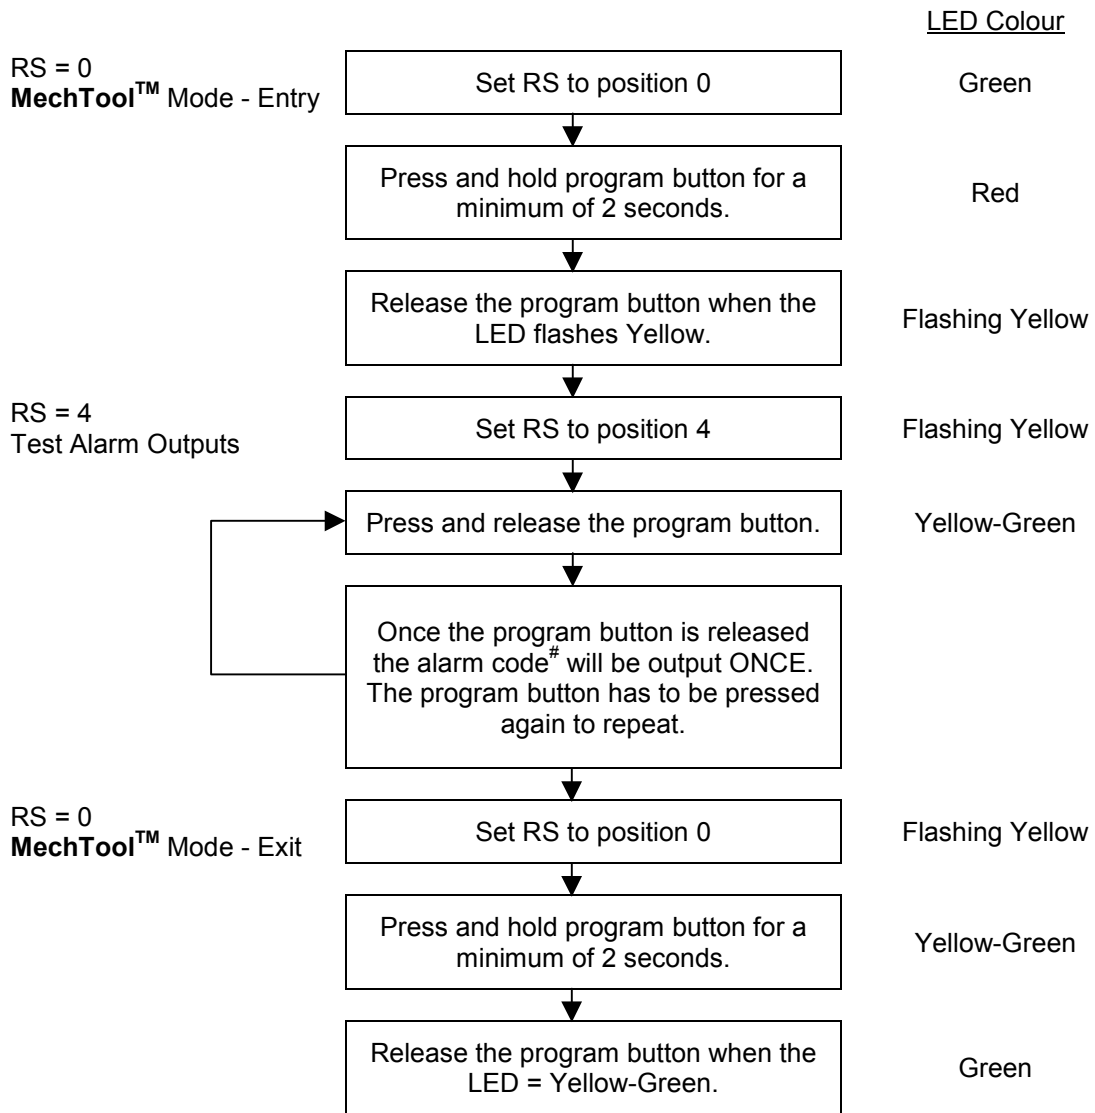 LED Colour
RS = 0
MechTool™ Mode - Entry
Set RS to position 0
Green
Press and hold program button for a
minimum of 2 seconds.
Red
Release the program button when the
LED flashes Yellow.
Flashing Yellow
RS = 4
Test Alarm Outputs
Set RS to position 4
Flashing Yellow
Press and release the program button.
Yellow-Green
Once the program button is released
the alarm code# will be output ONCE.
The program button has to be pressed
again to repeat.
RS = 0
MechTool™ Mode - Exit
Set RS to position 0
Flashing Yellow
Press and hold program button for a
minimum of 2 seconds.
Yellow-Green
Release the program button when the
LED = Yellow-Green.
Green